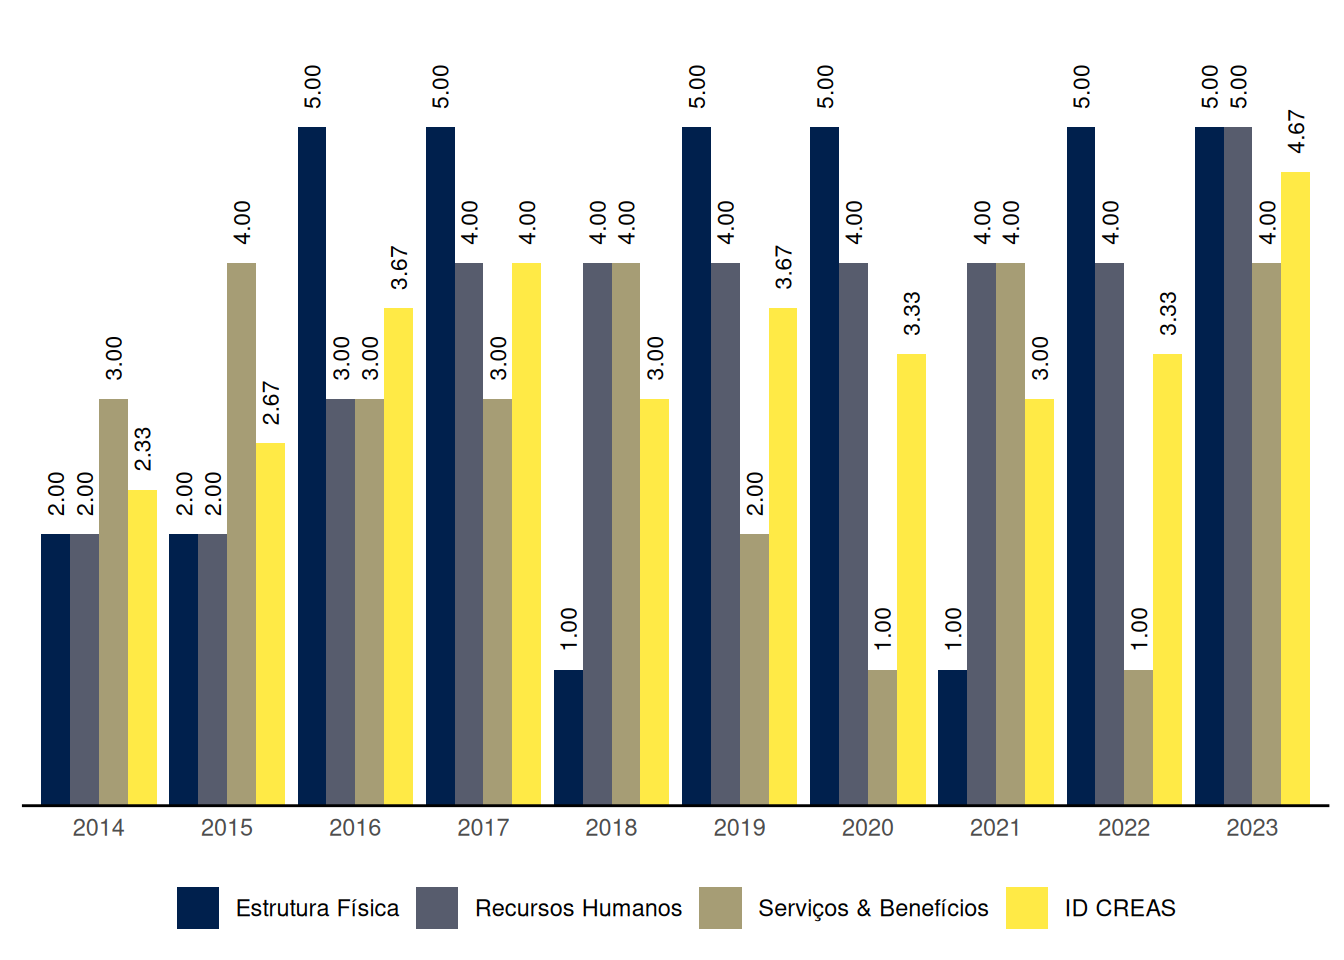 2.00 2.00 3.00 2.33
2.00 2.00 4.00 2.67
5.00 3.00 3.00 3.67
5.00 4.00 3.00 4.00
1.00 4.00 4.00 3.00
5.00 4.00 2.00 3.67
5.00 4.00 1.00 3.33
1.00 4.00 4.00 3.00
5.00 4.00 1.00 3.33
5.00 5.00 4.00 4.67
2014 2015 2016 2017 2018 2019 2020 2021 2022 2023
Estrutura Física Recursos Humanos Serviços & Benefícios ID CREAS